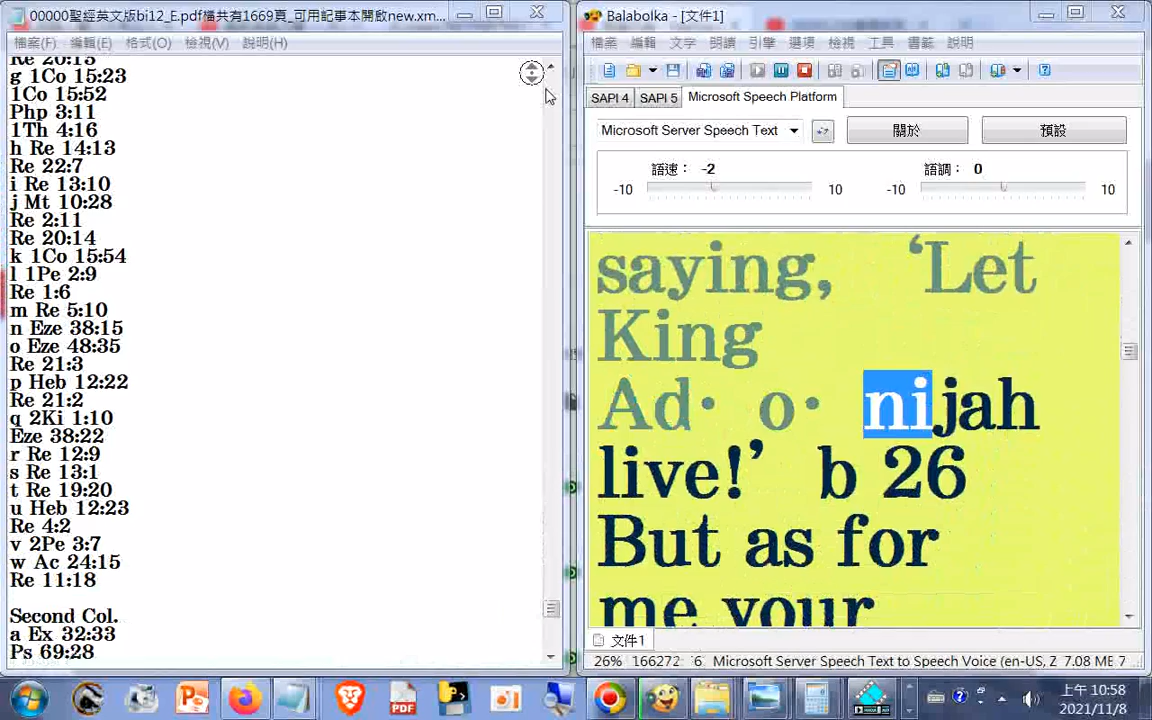 00000聖經英文版bi12_E.pdf檔共有1669頁_可用記事本開啟new.xm...
檔案(F) 編輯(E) 格式(O) 檢視(V) 說明(H)
Re 20:13
g 1Co 15:23
1Co 15:52
Php 3:11
1Th 4:16
h Re 14:13
Re 22:7
i Re 13:10
j Mt 10:28
Re 2:11
Re 20:14
k 1Co 15:54
l 1Pe 2:9
Re 1:6
m Re 5:10
n Eze 38:15
o Eze 48:35
Re 21:3
p Heb 12:22
Re 21:2
q 2Ki 1:10
Eze 38:22
r Re 12:9
s Re 13:1
t Re 19:20
u Heb 12:23
Re 4:2
v 2Pe 3:7
w Ac 24:15
Re 11:18
Second Col.
a Ex 32:33
Ps 69:28
Balabolka - [文件1]
檔案 編輯 文字 朗讀 引擎 選項 檢視 工具 書籤 說明
SAPI 4 SAPI 5 Microsoft Speech Platform
Microsoft Server Speech Text 關於 預設
語速： -2 語調： 0
-10 10 -10 10
saying, ‘Let
King
Ad· o· nijah
live!’ b 26
But as for
me your
文件1
26% 166272: 6. Microsoft Server Speech Text to Speech Voice (en-US, Z 7.08 MB 7
PDF
上午 10:58
2021/11/8